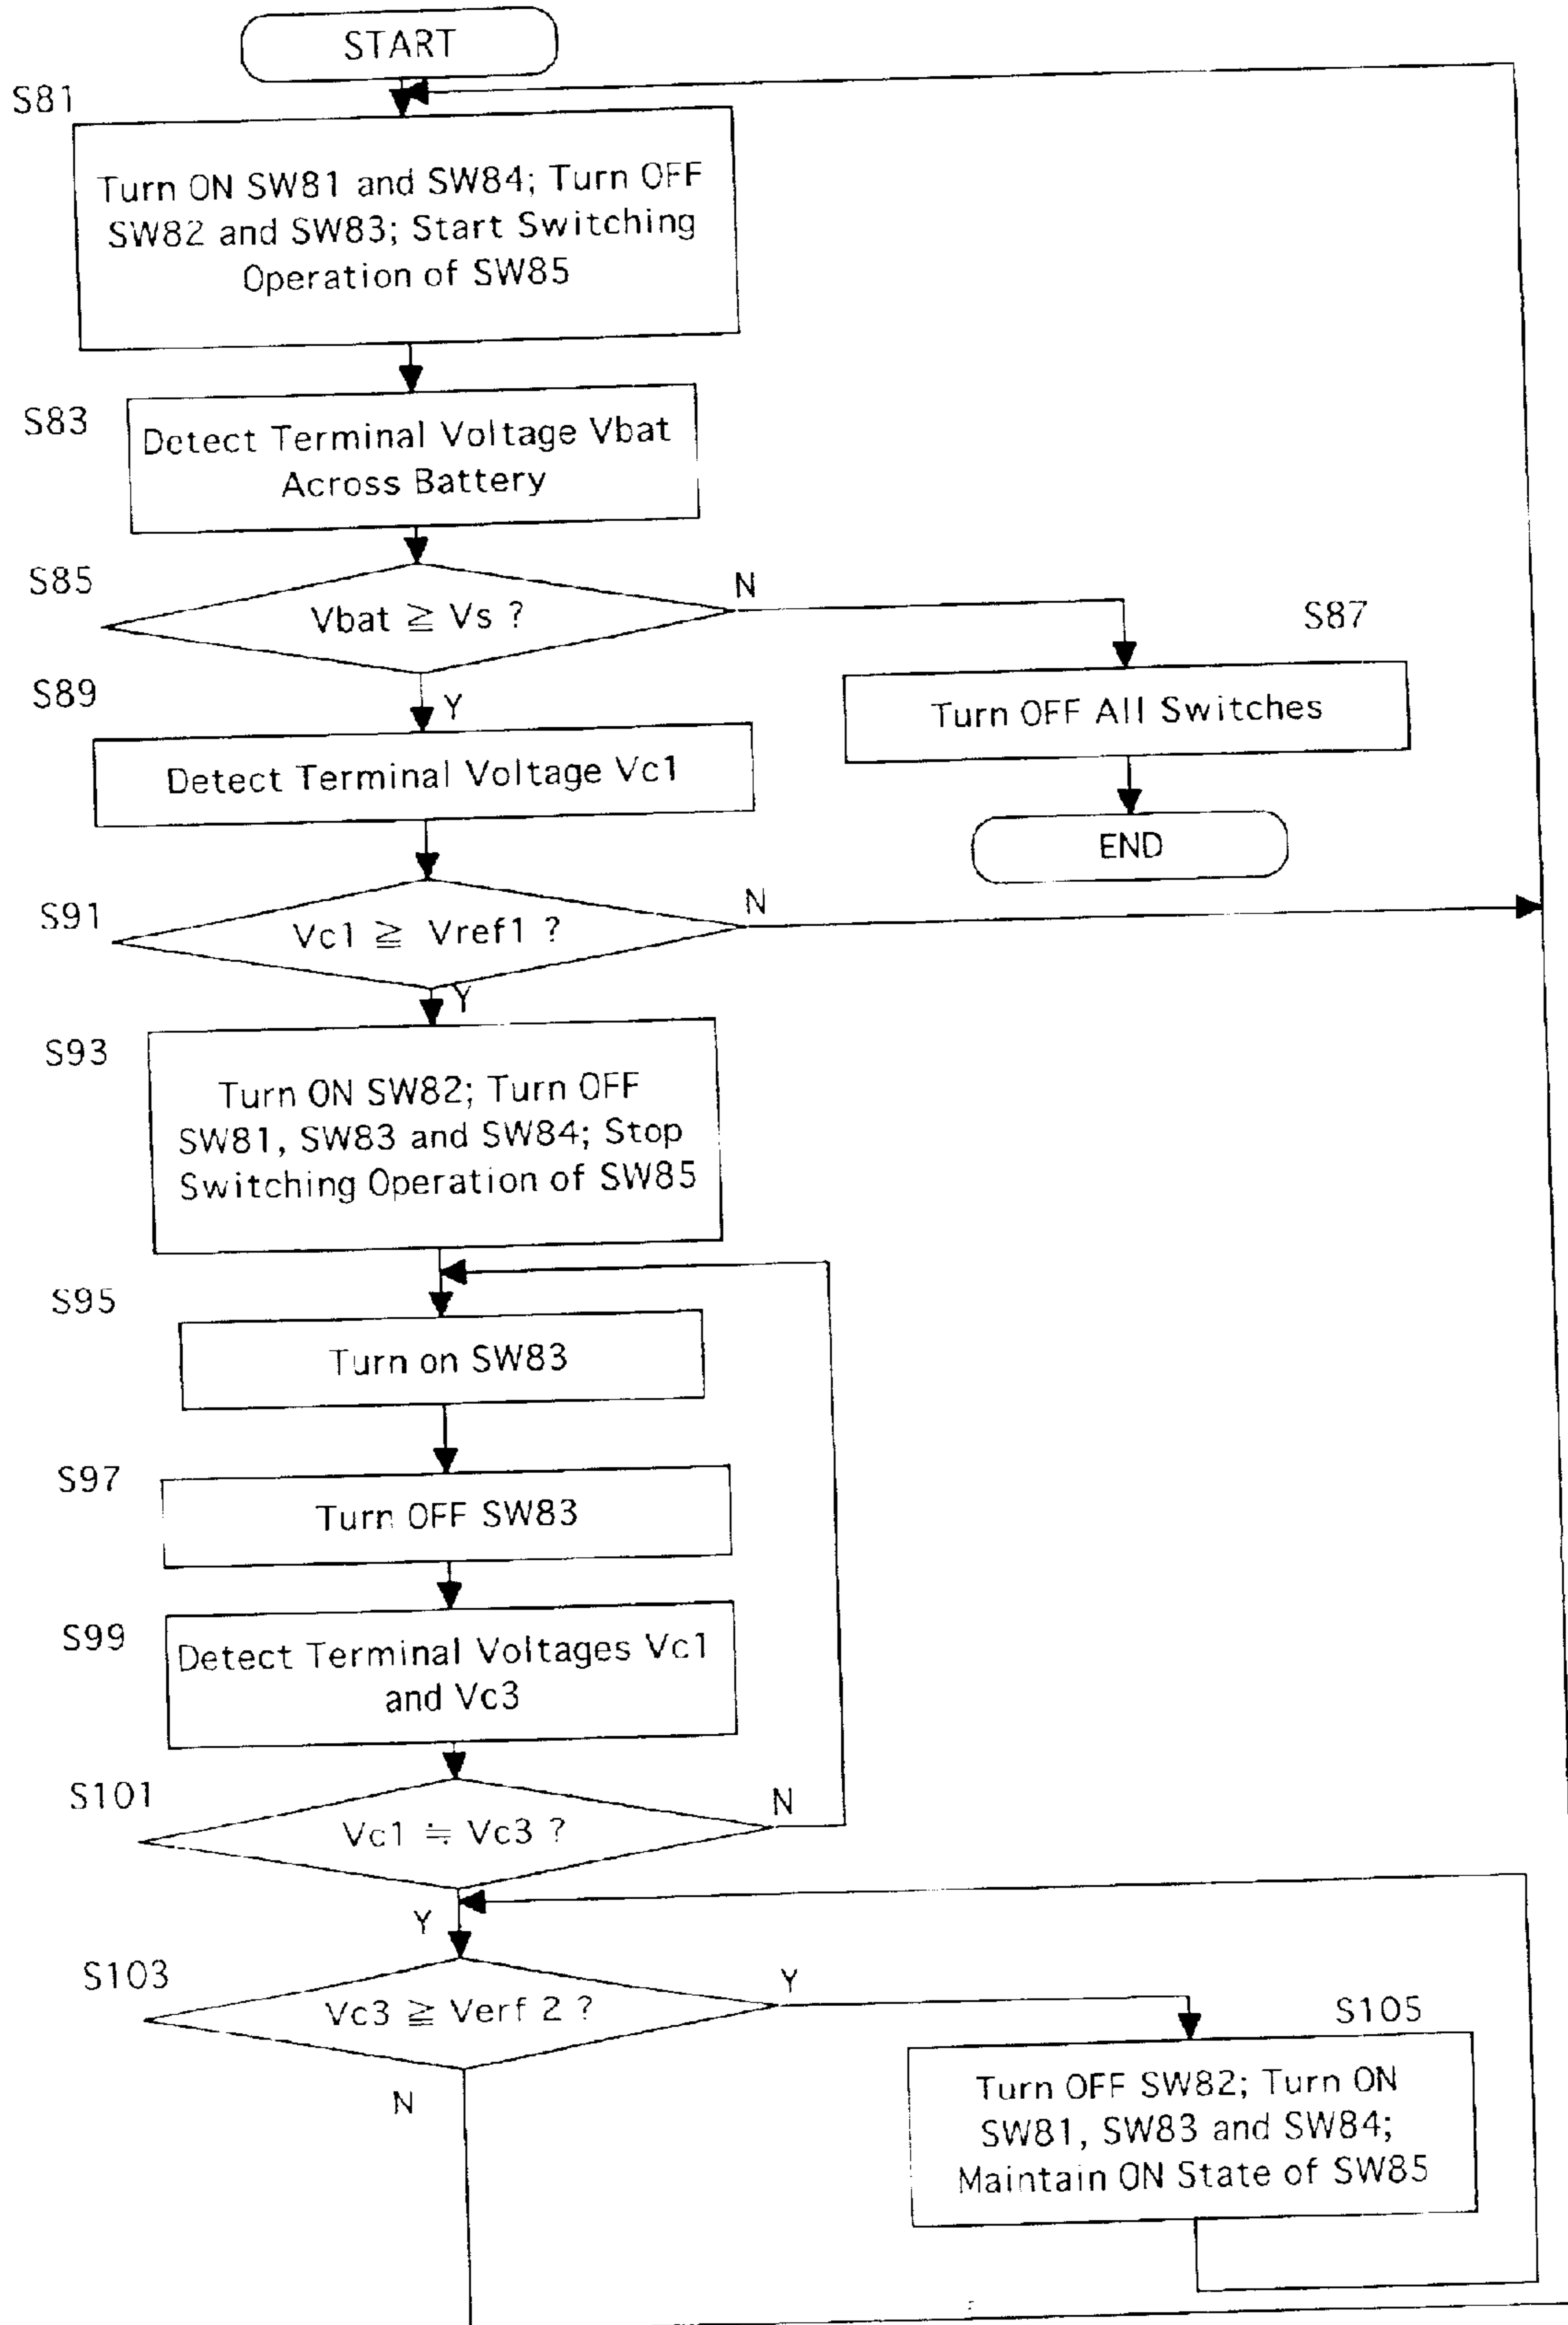 START
S81
Turn ON SW81 and SW84; Turn OFF
SW82 and SW83; Start Switching
Operation of SW85
S83
Detect Terminal Voltage Vbat
Across Battery
S85
Vbat ≧ Vs ?
N
S87
Turn OFF All Switches
END
Y
S89
Detect Terminal Voltage Vc1
S91
Vc1 ≧ Vref1 ?
N
Y
S93
Turn ON SW82; Turn OFF
SW81, SW83 and SW84; Stop
Switching Operation of SW85
S95
Turn on SW83
S97
Turn OFF SW83
S99
Detect Terminal Voltages Vc1
and Vc3
S101
Vc1 ≒ Vc3 ?
N
Y
S103
Vc3 ≧ Verf 2 ?
Y
S105
Turn OFF SW82; Turn ON
SW81, SW83 and SW84;
Maintain ON State of SW85
N